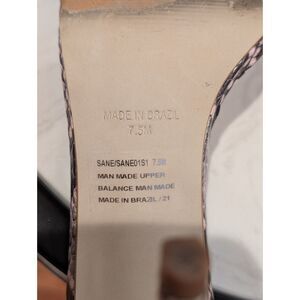 MADE IN BRAZIL
7.5M
SANE/SANE01S1 7.5M
MAN MADE UPPER
BALANCE MAN MADE
MADE IN BRAZIL / 21